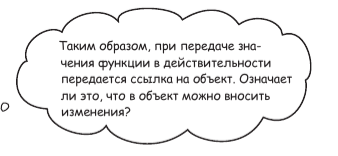 Таким образом, при передаче зна-
чения функции в действительности
передается ссылка на объект. Означает
ли это, что в объект можно вносить
изменения?